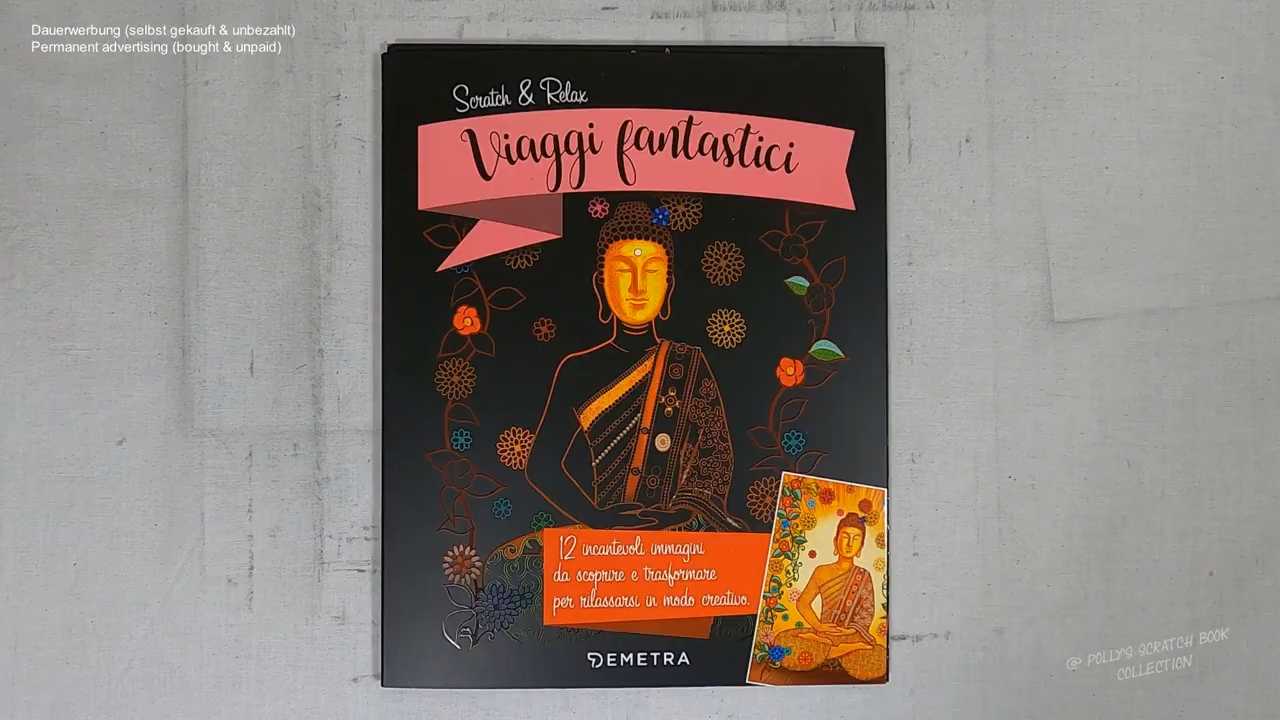 Dauerwerbung (selbst gekauft & unbezahlt)
Permanent advertising (bought & unpaid)
Scratch & Relax
Viaggi fantastici
12 incantevoli immagini
da scoprire e trasformare
per rilassarsi in modo creativo.
DEMETRA
@ POLLY'S SCRATCH BOOK
COLLECTION